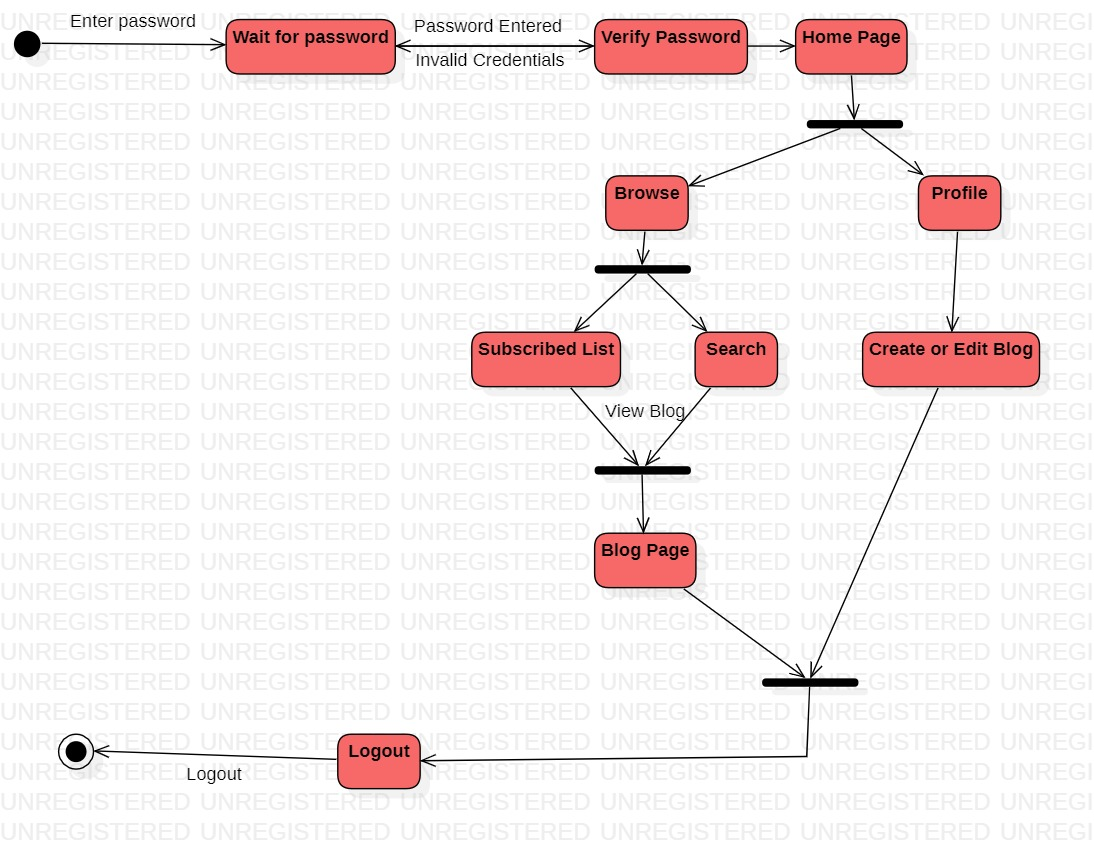 Enter password
Wait for password
Password Entered
Invalid Credentials
Verify Password
Home Page
Browse
Profile
Subscribed List
Search
Create or Edit Blog
View Blog
Blog Page
Logout
Logout
UNREGISTERED